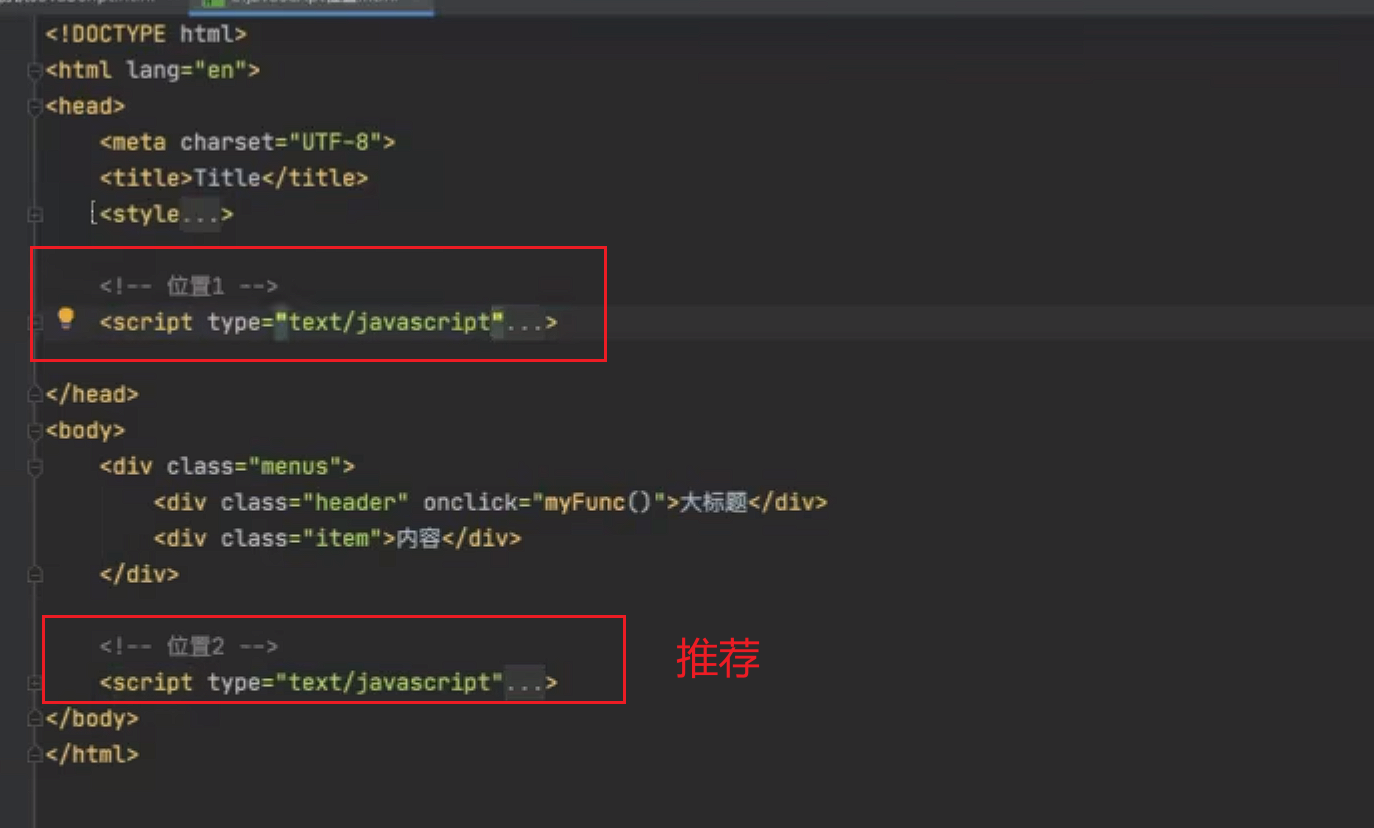 <!DOCTYPE html>
<html lang="en">
<head>
<meta charset="UTF-8">
<title>Title</title>
<style...>
<!-- 位置1 -->
<script type="text/javascript"...>
</head>
<body>
<div class="menus">
<div class="header" onclick="myFunc()">大标题</div>
<div class="item">内容</div>
</div>
<!-- 位置2 -->
推荐
<script type="text/javascript"...>
</body>
</html>